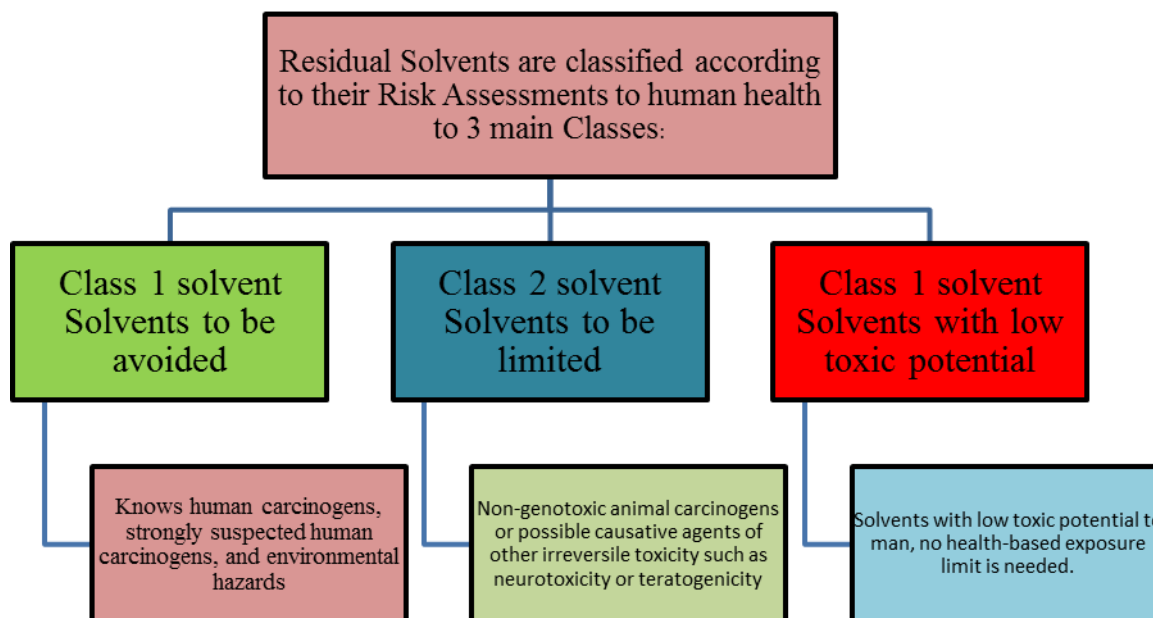 Residual Solvents are classified according
to their Risk Assessments to human health
to 3 main Classes:
Class 1 solvent
Solvents to be
avoided
Class 2 solvent
Solvents to be
limited
Class 1 solvent
Solvents with low
toxic potential
Knows human carcinogens,
strongly suspected human
carcinogens, and environmental
hazards
Non-genotoxic animal carcinogens
or possible causative agents of
other irreversile toxicity such as
neurotoxicity or teratogenicity
Solvents with low toxic potential to
man, no health-based exposure
limit is needed.